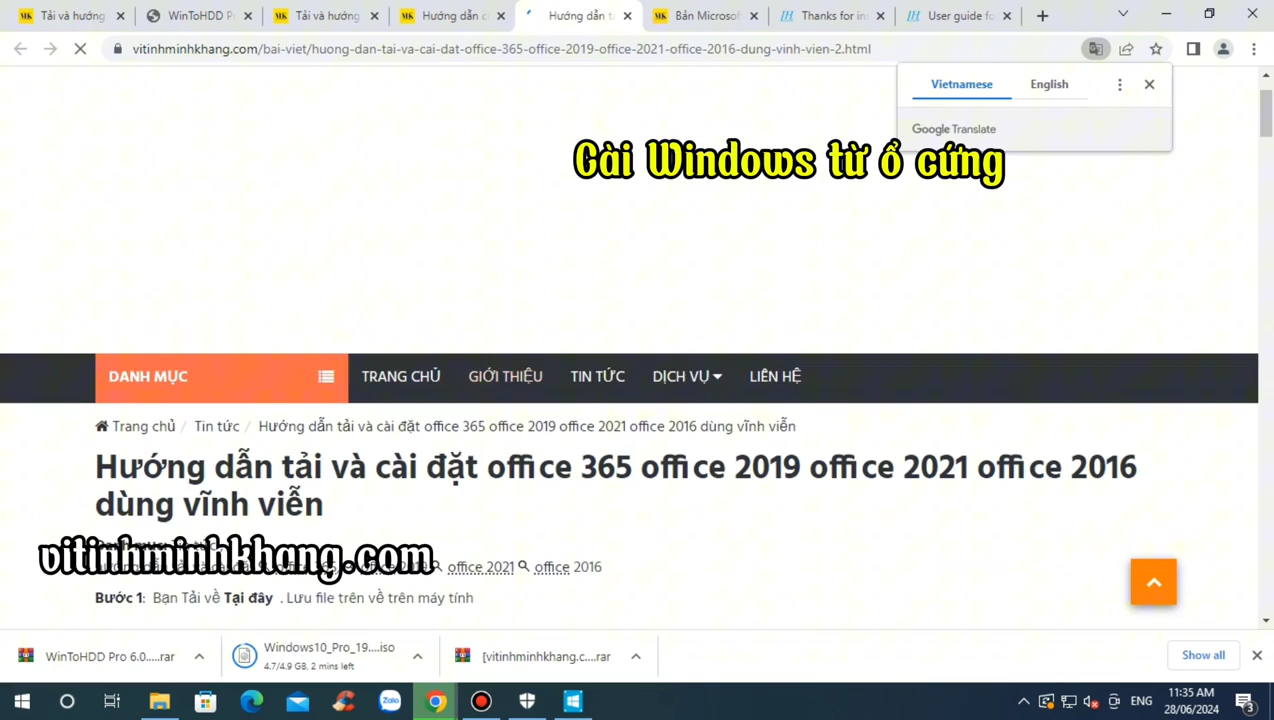 Tải và hướng
WinToHDD P
Tải và hướng
Hướng dẫn c
Hướng dẫn t
Bản Microsof
Thanks for in
User guide fo
vitinhminhkhang.com/bai-viet/huong-dan-tai-va-cai-dat-office-365-office-2019-office-2021-office-2016-dung-vinh-vien-2.html
Vietnamese English
Google Translate
Cài Windows từ ổ cứng
DANH MỤC TRANG CHỦ GIỚI THIỆU TIN TỨC DỊCH VỤ LIÊN HỆ
Trang chủ / Tin tức / Hướng dẫn tải và cài đặt office 365 office 2019 office 2021 office 2016 dùng vĩnh viễn
Hướng dẫn tải và cài đặt office 365 office 2019 office 2021 office 2016
dùng vĩnh viễn
vitinhminhkhang.com
office 2021 office 2016
Bước 1: Bạn Tải về Tại đây . Lưu file trên về trên máy tính
WinToHDD Pro 6.0.....rar
Windows10_Pro_19....iso
4.7/4.9 GB, 2 mins left
[vitinhminhkhang.c....rar
Show all
Zalo
ENG
11:35 AM
28/06/2024
3